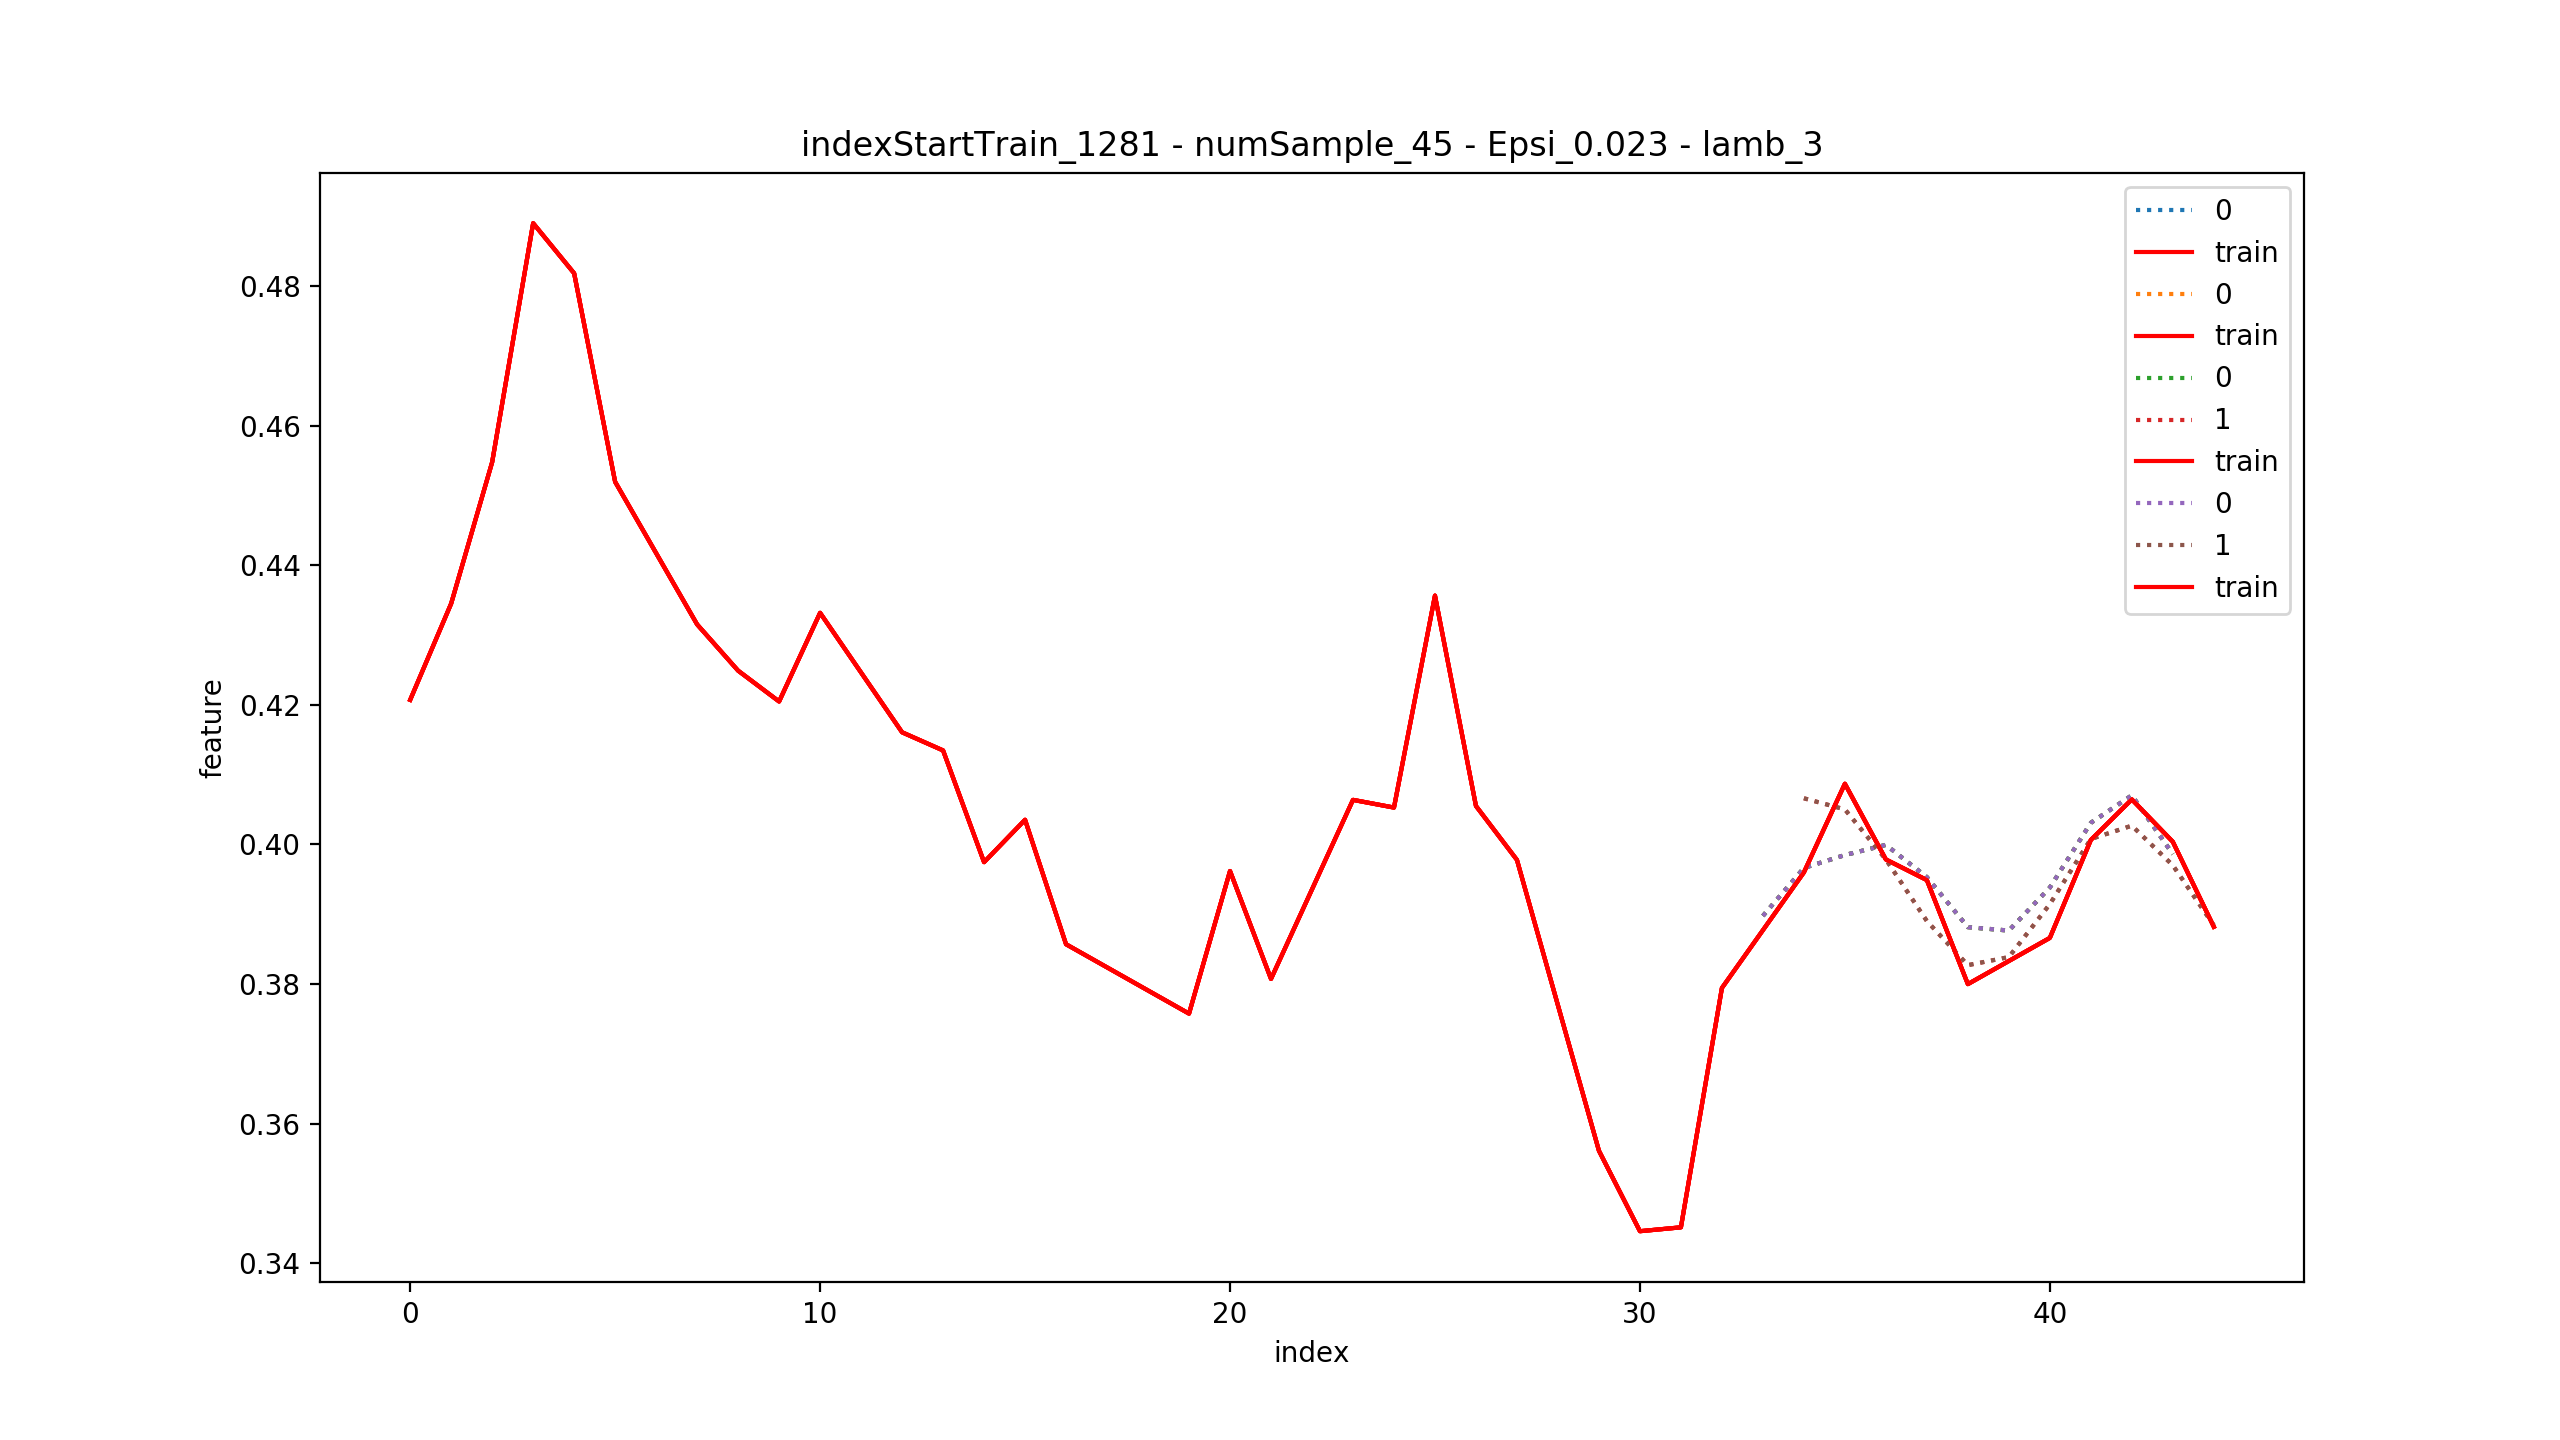 indexStartTrain_1281 - numSample_45 - Epsi_0.023 - lamb_3
0
train
0
train
0
1
train
0
1
train
0.48
0.46
0.44
0.42
0.40
0.38
0.36
0.34
feature
0 10 20 30 40
index